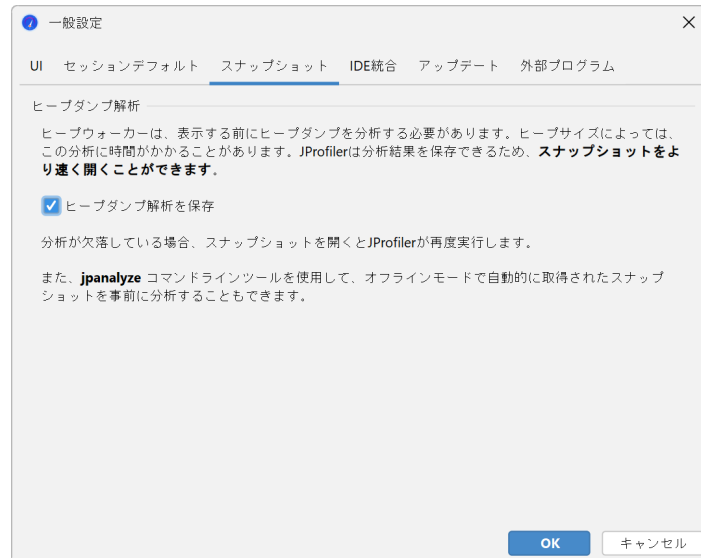 一般設定
UI セッションデフォルト スナップショット IDE統合 アップデート 外部プログラム
ヒープダンプ解析
ヒープウォーカーは、表示する前にヒープダンプを分析する必要があります。ヒープサイズによっては、
この分析に時間がかかることがあります。JProfilerは分析結果を保存できるため、スナップショットをよ
り速く開くことができます。
ヒープダンプ解析を保存
分析が欠落している場合、スナップショットを開くとJProfilerが再度実行します。
また、jpanalyze コマンドラインツールを使用して、オフラインモードで自動的に取得されたスナップ
ショットを事前に分析することもできます。
OK キャンセル